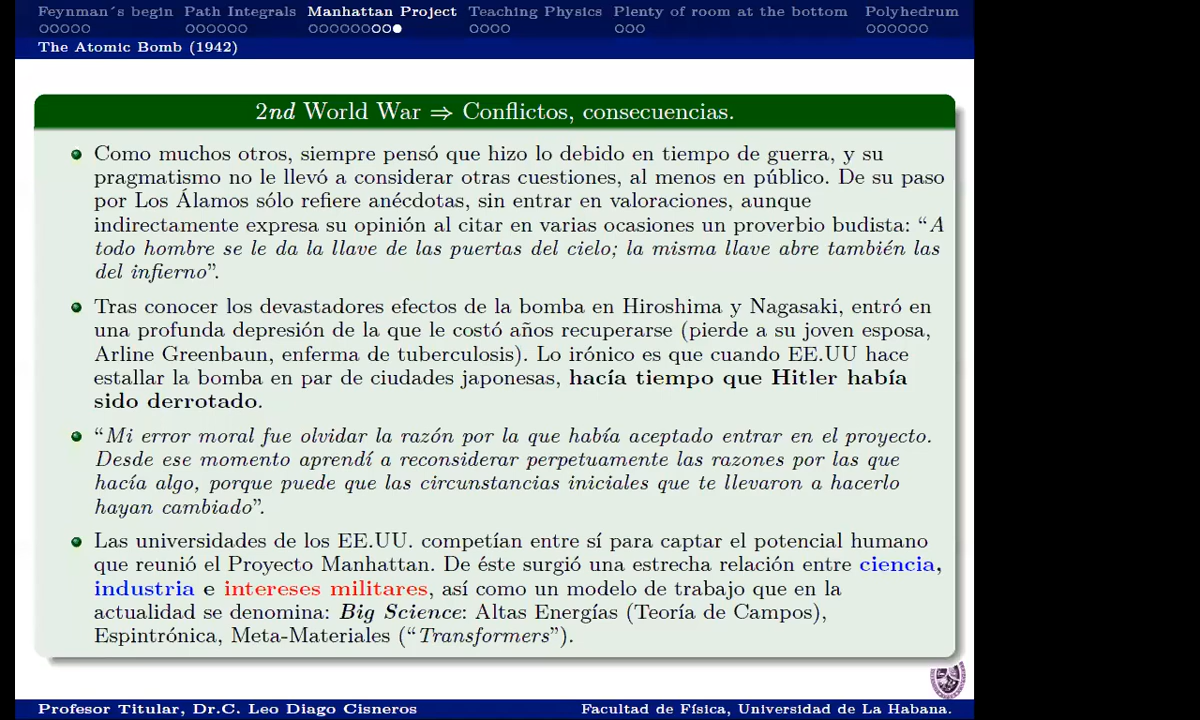 Feynman´s begin Path Integrals Manhattan Project Teaching Physics Plenty of room at the bottom Polyhedrum
The Atomic Bomb (1942)
2nd World War ⇒ Conflictos, consecuencias.
Como muchos otros, siempre pensó que hizo lo debido en tiempo de guerra, y su
pragmatismo no le llevó a considerar otras cuestiones, al menos en público. De su paso
por Los Álamos sólo refiere anécdotas, sin entrar en valoraciones, aunque
indirectamente expresa su opinión al citar en varias ocasiones un proverbio budista: “A
todo hombre se le da la llave de las puertas del cielo; la misma llave abre también las
del infierno”.
Tras conocer los devastadores efectos de la bomba en Hiroshima y Nagasaki, entró en
una profunda depresión de la que le costó años recuperarse (pierde a su joven esposa,
Arline Greenbaun, enferma de tuberculosis). Lo irónico es que cuando EE.UU hace
estallar la bomba en par de ciudades japonesas, hacía tiempo que Hitler había
sido derrotado.
“Mi error moral fue olvidar la razón por la que había aceptado entrar en el proyecto.
Desde ese momento aprendí a reconsiderar perpetuamente las razones por las que
hacía algo, porque puede que las circunstancias iniciales que te llevaron a hacerlo
hayan cambiado”.
Las universidades de los EE.UU. competían entre sí para captar el potencial humano
que reunió el Proyecto Manhattan. De éste surgió una estrecha relación entre ciencia,
industria e intereses militares, así como un modelo de trabajo que en la
actualidad se denomina: Big Science: Altas Energías (Teoría de Campos),
Espintrónica, Meta-Materiales (“Transformers”).
Profesor Titular, Dr.C. Leo Diago Cisneros Facultad de Física, Universidad de La Habana.